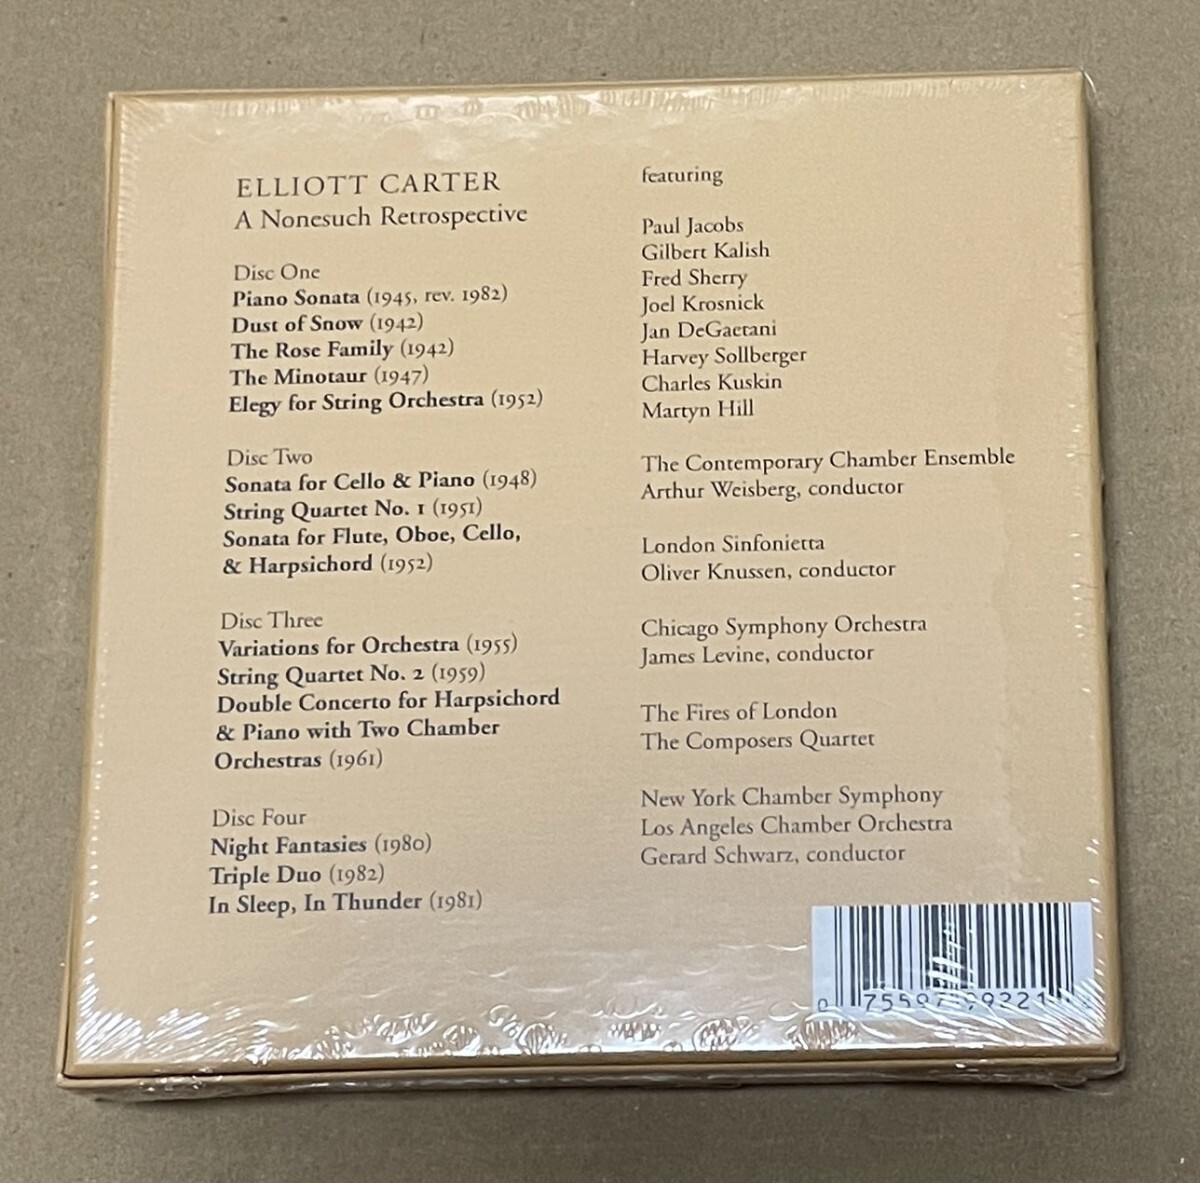 ELLIOTT CARTER
A Nonesuch Retrospective
Disc One
Piano Sonata (1945, rev. 1982)
Dust of Snow (1942)
The Rose Family (1942)
The Minotaur (1947)
Elegy for String Orchestra (1952)
Disc Two
Sonata for Cello & Piano (1948)
String Quartet No. 1 (1951)
Sonata for Flute, Oboe, Cello,
& Harpsichord (1952)
Disc Three
Variations for Orchestra (1955)
String Quartet No. 2 (1959)
Double Concerto for Harpsichord
& Piano with Two Chamber
Orchestras (1961)
Disc Four
Night Fantasies (1980)
Triple Duo (1982)
In Sleep, In Thunder (1981)
featuring
Paul Jacobs
Gilbert Kalish
Fred Sherry
Joel Krosnick
Jan DeGaetani
Harvey Sollberger
Charles Kuskin
Martyn Hill
The Contemporary Chamber Ensemble
Arthur Weisberg, conductor
London Sinfonietta
Oliver Knussen, conductor
Chicago Symphony Orchestra
James Levine, conductor
The Fires of London
The Composers Quartet
New York Chamber Symphony
Los Angeles Chamber Orchestra
Gerard Schwarz, conductor